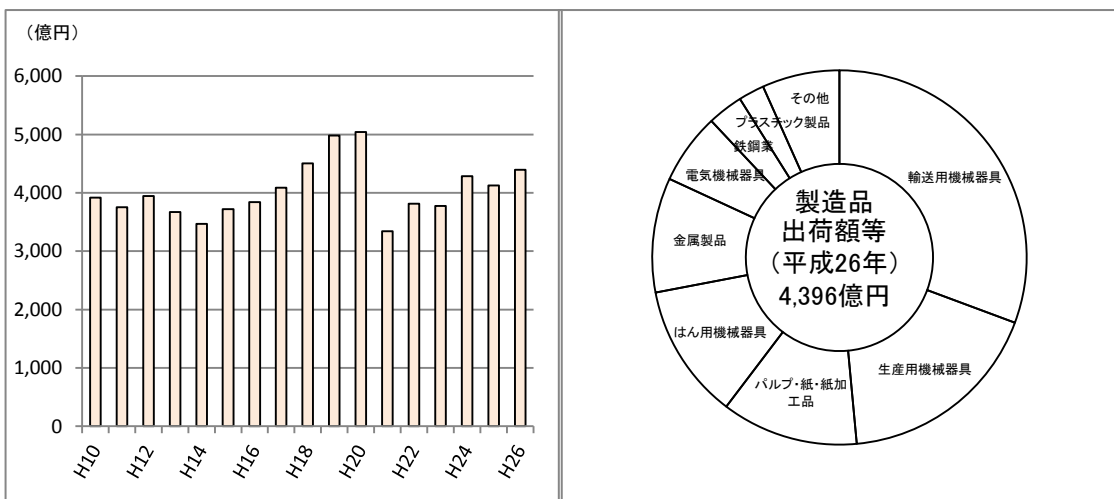 （億円）
6,000
5,000
4,000
3,000
2,000
1,000
0
H10
H12
H14
H16
H18
H20
H22
H24
H26
その他
プラスチック製品
鉄鋼業
電気機械器具
金属製品
はん用機械器具
パルプ・紙・紙加
工品
生産用機械器具
輸送用機械器具
製造品
出荷額等
（平成26年）
4,396億円